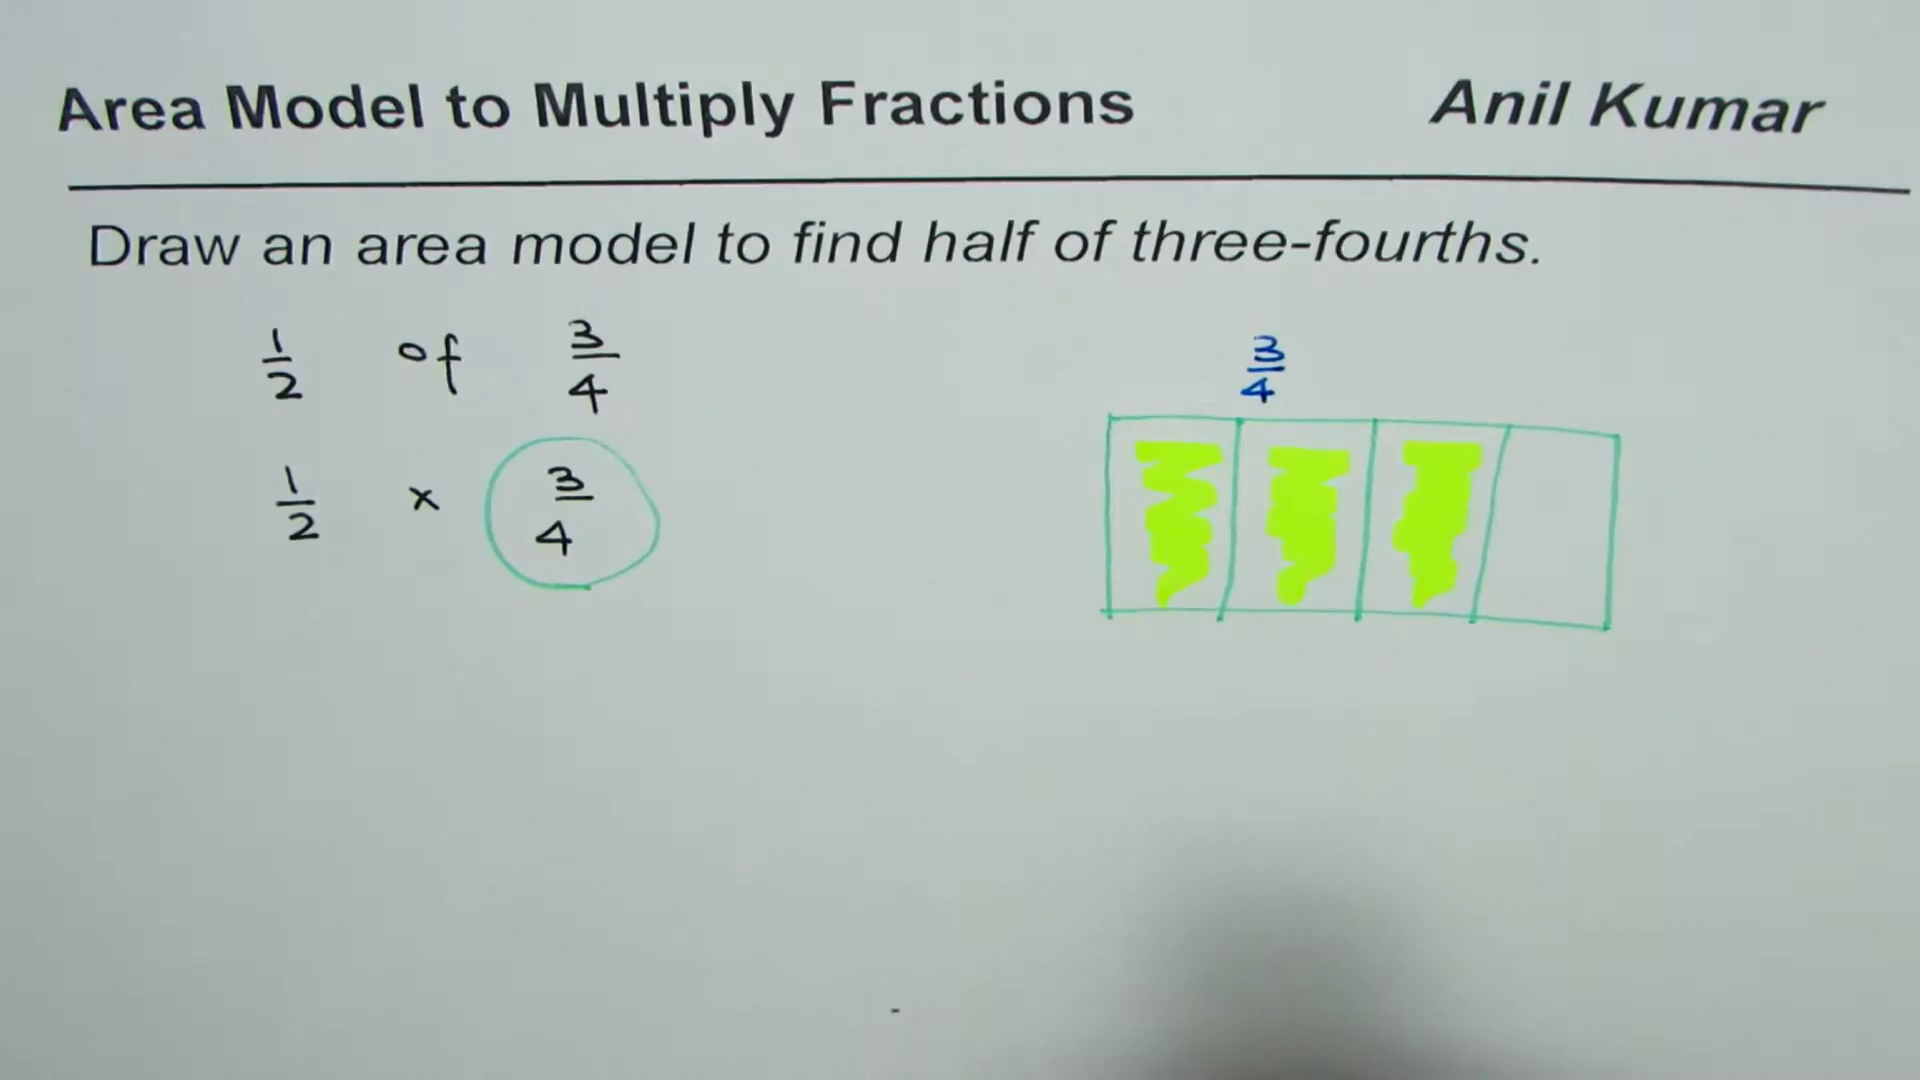 Area Model to Multiply Fractions Anil Kumar
Draw an area model to find half of three-fourths.
1/2 of 3/4
3/4
1/2 x 3/4